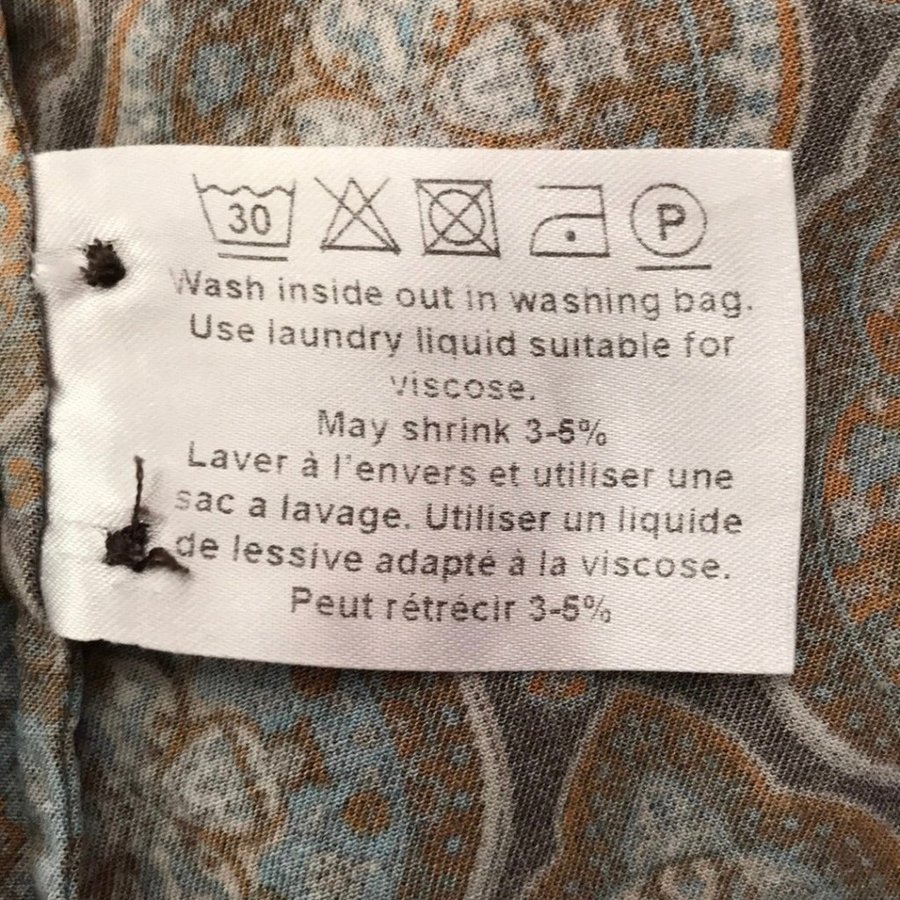 30 P
Wash inside out in washing bag.
Use laundry liquid suitable for
viscose.
May shrink 3-5%
Laver à l'envers et utiliser une
sac a lavage. Utiliser un liquide
de lessive adapté à la viscose.
Peut rétrécir 3-5%